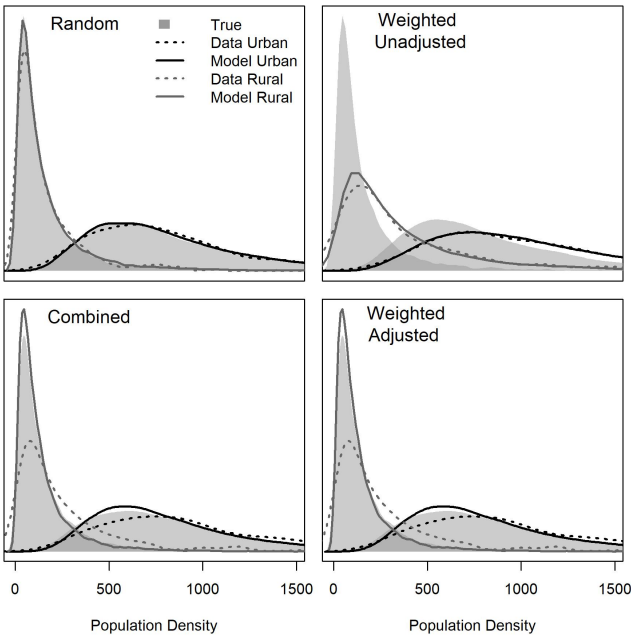 Random
True
Data Urban
Model Urban
Data Rural
Model Rural
Weighted
Unadjusted
Combined
Weighted
Adjusted
0 500 1000 1500
0 500 1000 1500
Population Density
Population Density